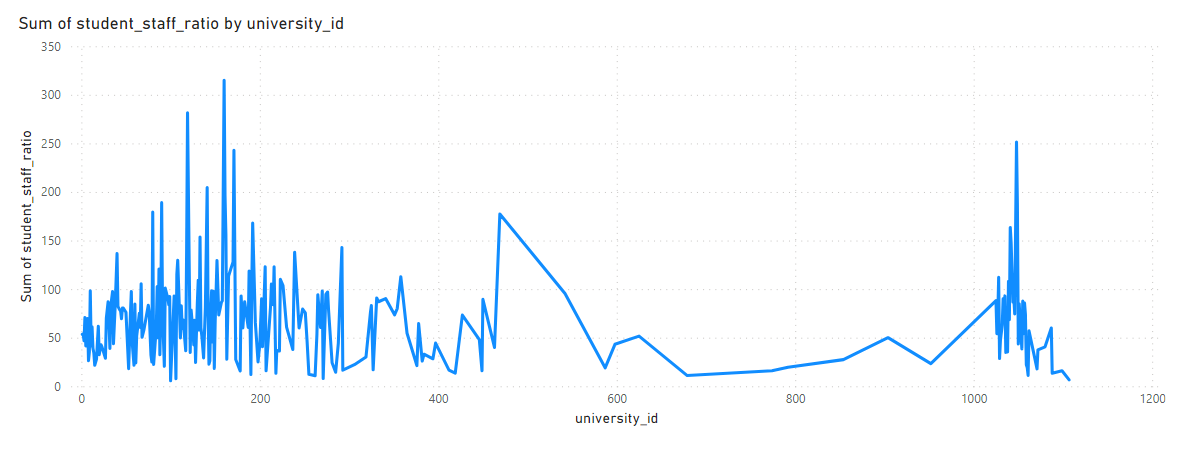 Sum of student_staff_ratio by university_id
350
300
250
200
150
100
50
0
Sum of student_staff_ratio
0 200 400 600 800 1000 1200
university_id